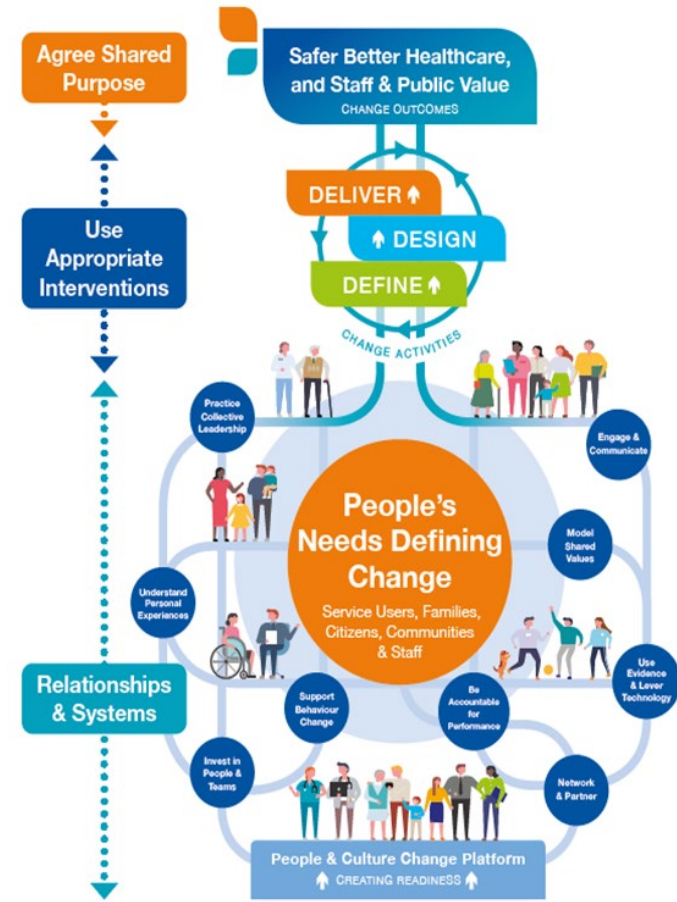 Agree Shared
Purpose
Safer Better Healthcare,
and Staff & Public Value
CHANGE OUTCOMES
Use
Appropriate
Interventions
DELIVER
DESIGN
DEFINE
CHANGE ACTIVITIES
Practice
Collective
Leadership
Engage &
Communicate
People's
Needs Defining
Change
Service Users, Families,
Citizens, Communities
& Staff
Model
Shared
Values
Understand
Personal
Experiences
Relationships
& Systems
Support
Behaviour
Change
Be
Accountable
for
Performance
Use
Evidence
& Lever
Technology
Invest in
People &
Teams
Network
& Partner
People & Culture Change Platform
CREATING READINESS